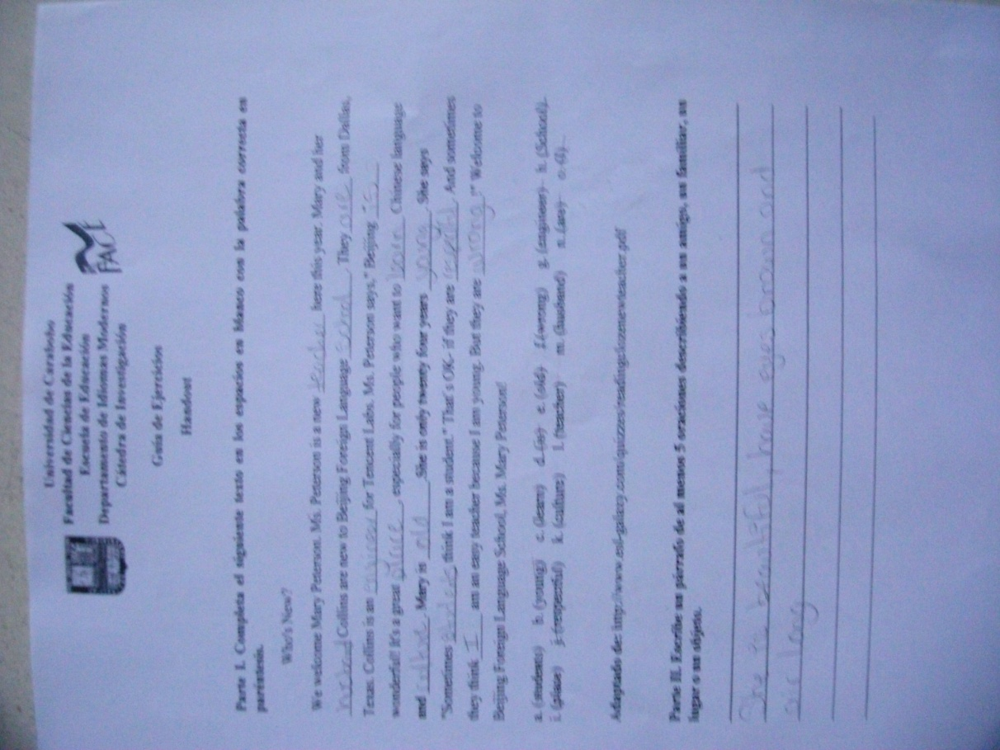 Universidad de Carabobo
Facultad de Ciencias de la Educación
Escuela de Educación
Departamento de Idiomas Modernos
Cátedra de Investigación
FACE
Guía de Ejercicios
Handout
Parte I. Completa el siguiente texto en los espacios en blanco con la palabra correcta en
paréntesis.
Who's New?
We welcome Mary Peterson. Ms. Peterson is a new teacher here this year. Mary and her
Collins are new to Beijing Foreign Language . They are from Dallas,
Texas. Collins is an for Tencent Labs. Ms. Peterson says," Beijing is
wonderful! It's a great place , especially for people who want to learn Chinese language
and . Mary is old . She is only twenty four years young . She says
"Sometimes think I am a student." That's OK- if they are . And sometimes
they think I am an easy teacher because I am young. But they are wrong !" Welcome to
Beijing Foreign Language School, Ms. Mary Peterson!
a. (students) b. (young) c. (learn) d. (is) e. (old) f. (wrong) g. (engineer) h. (School)
i. (place) j. (respectful) k. (culture) l. (teacher) m. (husband) n. (are) o. (I)
Adaptado de: http://www.esl-galaxy.com/quizzes/readingclozenewteacher.pdf
Parte II. Escribe un párrafo de al menos 5 oraciones describiendo a un amigo, un familiar, un
lugar o un objeto.
She is beautiful, have eyes brown and
air long